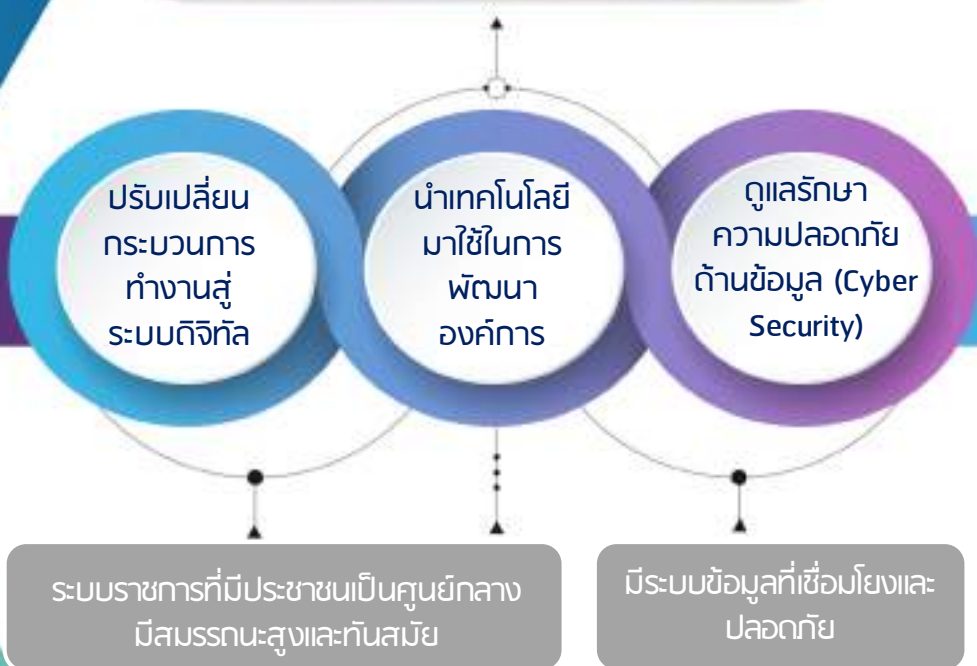 ปรับเปลี่ยน
กระบวนการ
ทำงานสู่
ระบบดิจิทัล
นำเทคโนโลยี
มาใช้ในการ
พัฒนา
องค์การ
ดูแลรักษา
ความปลอดภัย
ด้านข้อมูล (Cyber
Security)
ระบบราชการที่มีประชาชนเป็นศูนย์กลาง
มีสมรรถนะสูงและทันสมัย
มีระบบข้อมูลที่เชื่อมโยงและ
ปลอดภัย